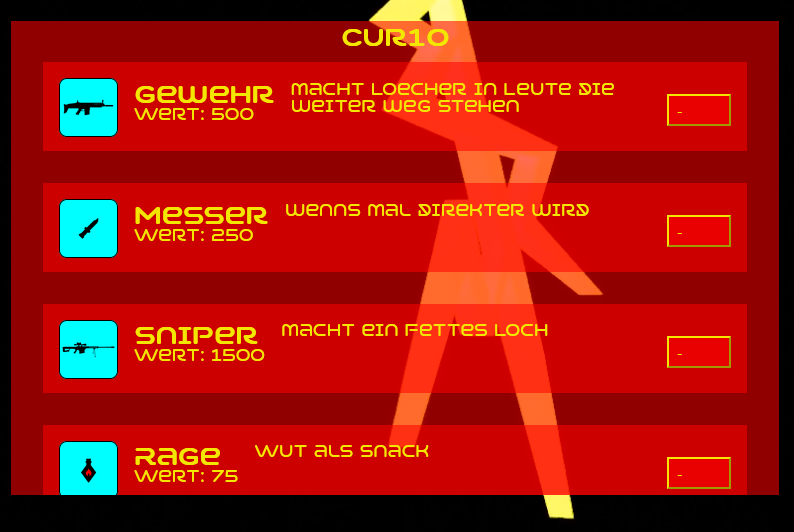 CUR10
GEWEHR
WERT: 500
MACHT LOECHER IN LEUTE DIE
WEITER WEG STEHEN
-
MESSER
WERT: 250
WENNS MAL DIREKTER WIRD
-
SNIPER
WERT: 1500
MACHT EIN FETTES LOCH
-
RAGE
WERT: 75
WUT ALS SNACK
-